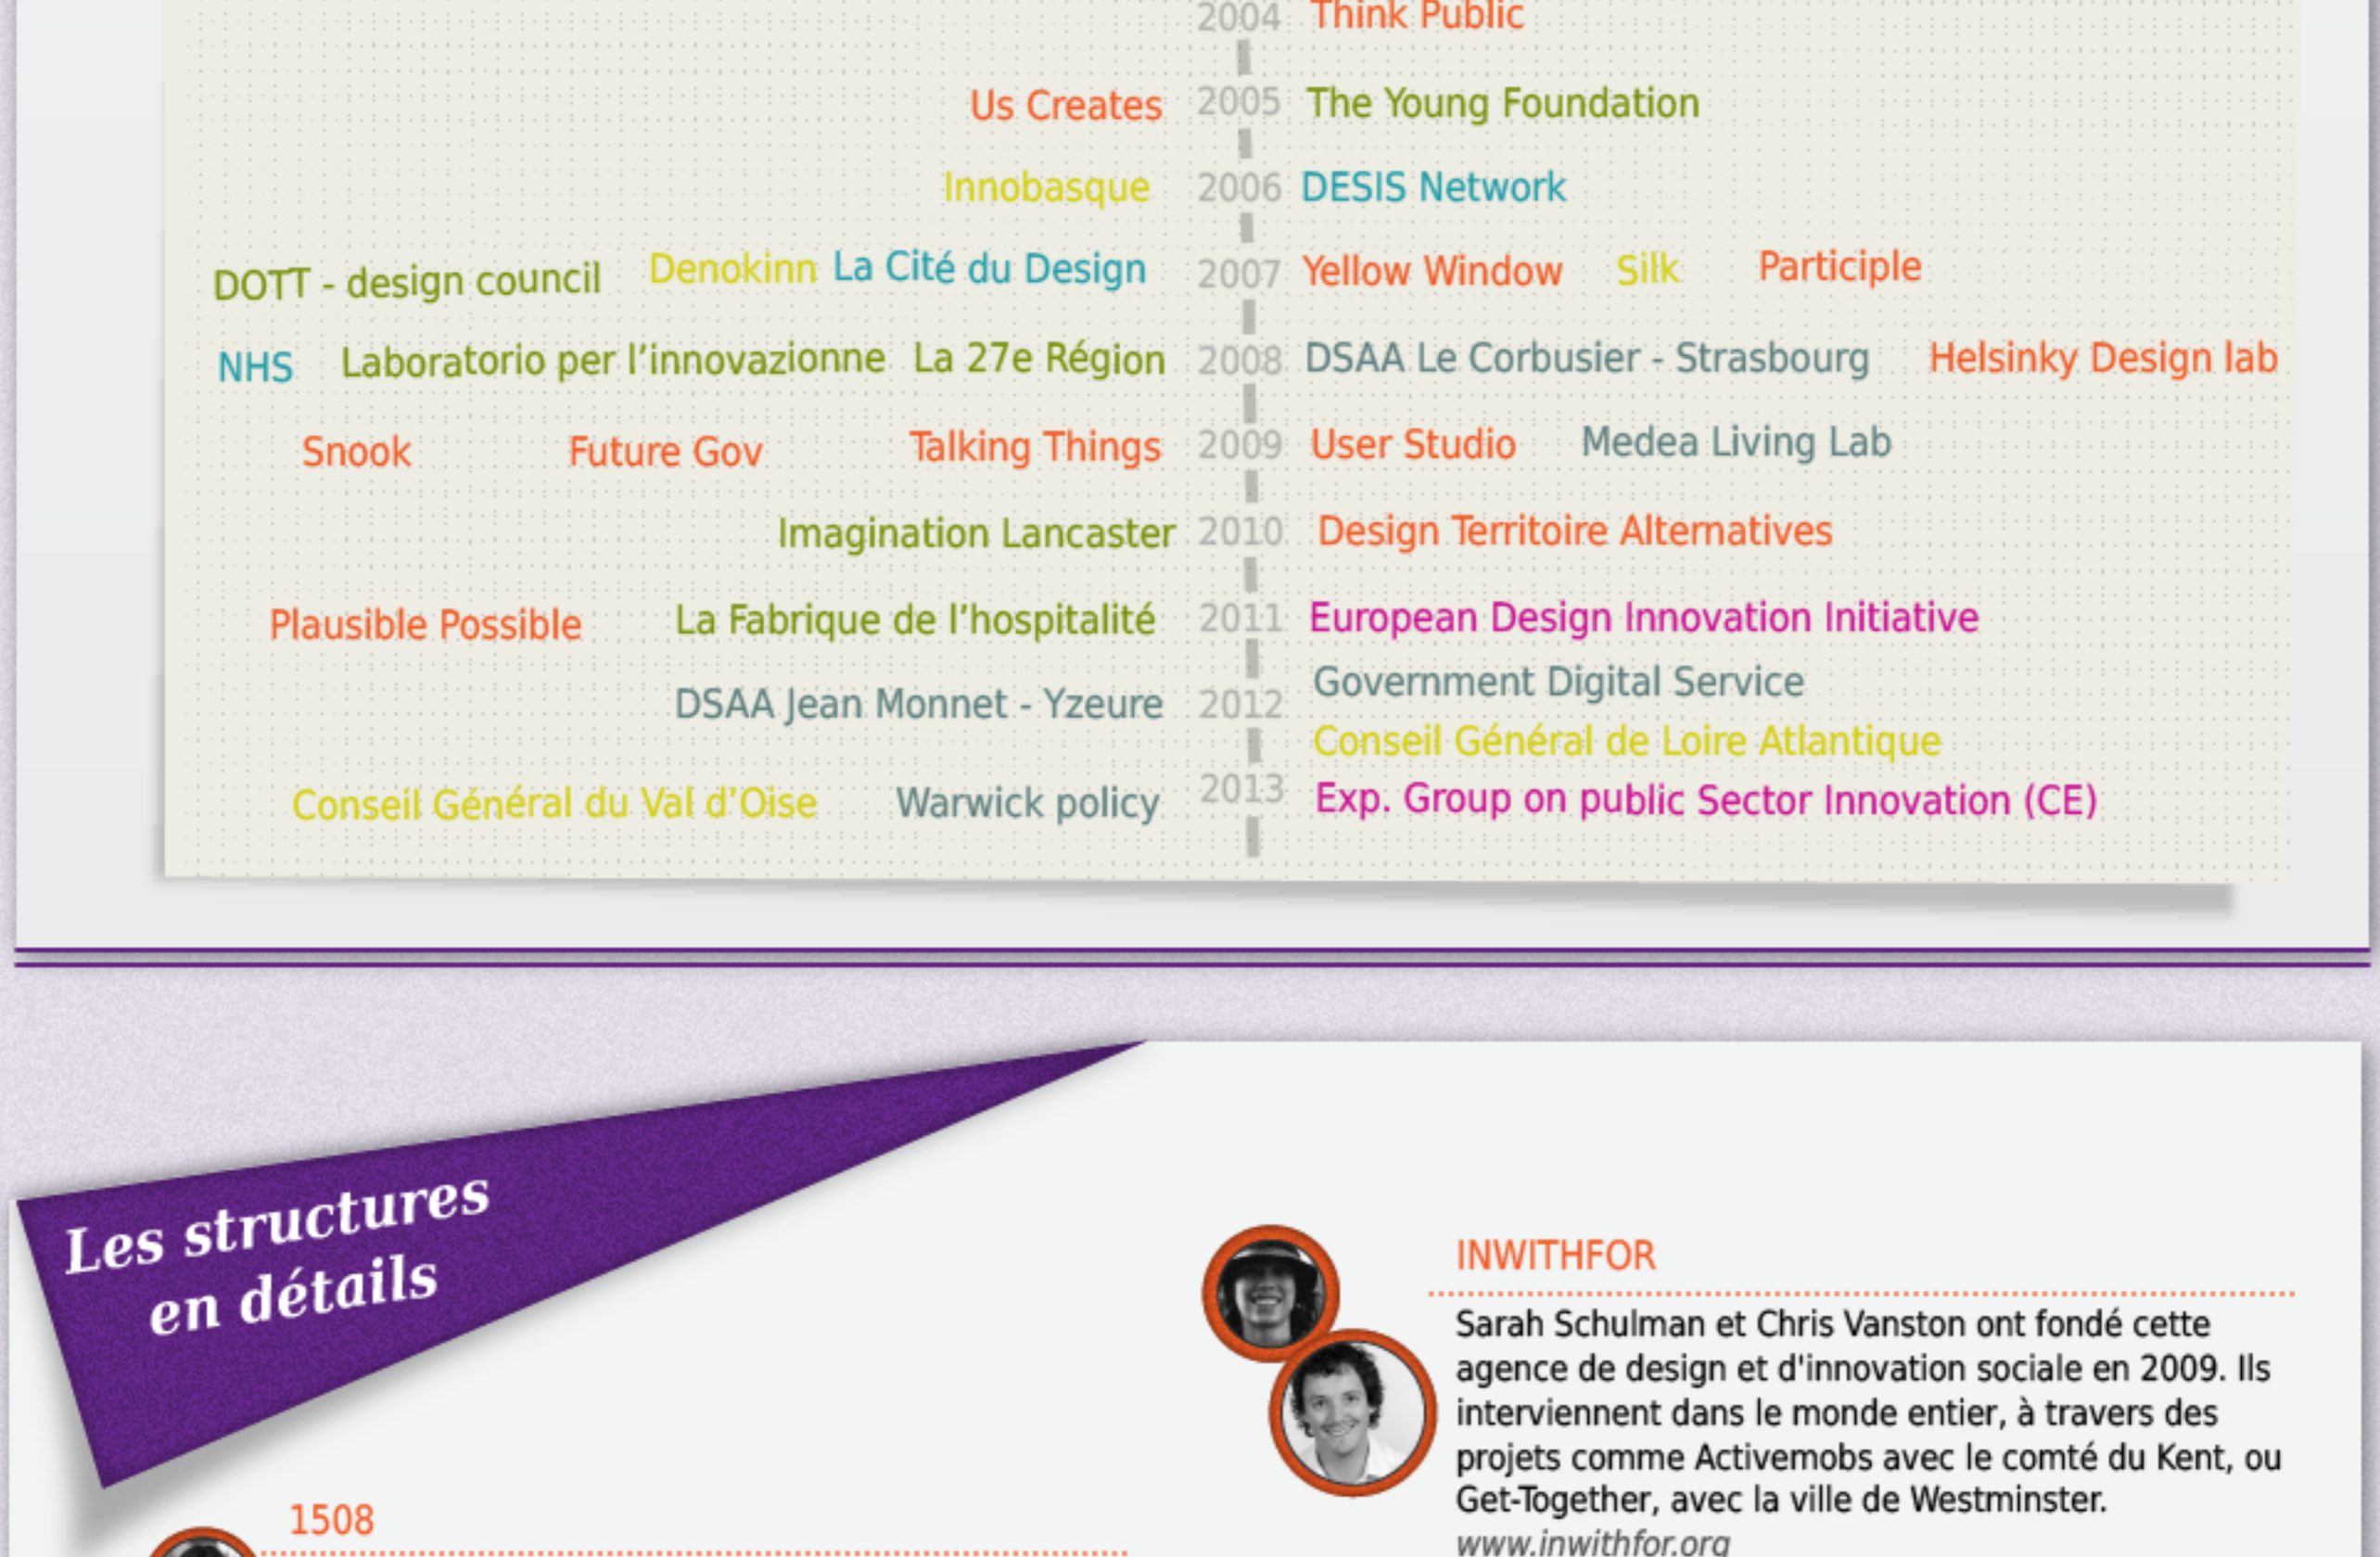 2004 Think Public
Us Creates 2005 The Young Foundation
Innobasque 2006 DESIS Network
DOTT - design council Denokinn La Cité du Design 2007 Yellow Window Silk Participle
NHS Laboratorio per l’innovazionne La 27e Région 2008 DSAA Le Corbusier - Strasbourg Helsinky Design lab
Snook Future Gov Talking Things 2009 User Studio Medea Living Lab
Imagination Lancaster 2010 Design Territoire Alternatives
Plausible Possible La Fabrique de l’hospitalité 2011 European Design Innovation Initiative
Government Digital Service
DSAA Jean Monnet - Yzeure 2012
Conseil Général de Loire Atlantique
Conseil Général du Val d’Oise Warwick policy 2013 Exp. Group on public Sector Innovation (CE)
Les structures
en détails
1508
INWITHFOR
Sarah Schulman et Chris Vanston ont fondé cette
agence de design et d'innovation sociale en 2009. Ils
interviennent dans le monde entier, à travers des
projets comme Activemobs avec le comté du Kent, ou
Get-Together, avec la ville de Westminster.
www.inwithfor.org